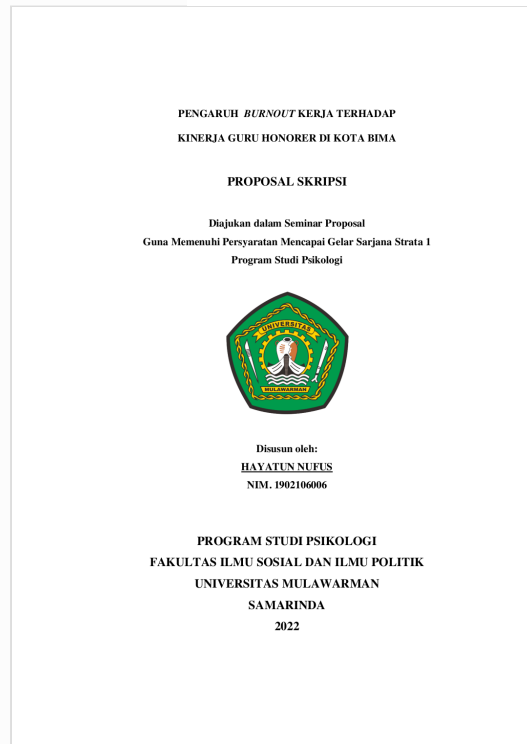 PENGARUH BURNOUT KERJA TERHADAP
KINERJA GURU HONORER DI KOTA BIMA
PROPOSAL SKRIPSI
Diajukan dalam Seminar Proposal
Guna Memenuhi Persyaratan Mencapai Gelar Sarjana Strata 1
Program Studi Psikologi
UNIVERSITAS
MULAWARMAN
Disusun oleh:
HAYATUN NUFUS
NIM. 1902106006
PROGRAM STUDI PSIKOLOGI
FAKULTAS ILMU SOSIAL DAN ILMU POLITIK
UNIVERSITAS MULAWARMAN
SAMARINDA
2022